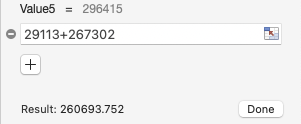 Value5 = 296415
29113+267302
+
Result: 260693.752 Done